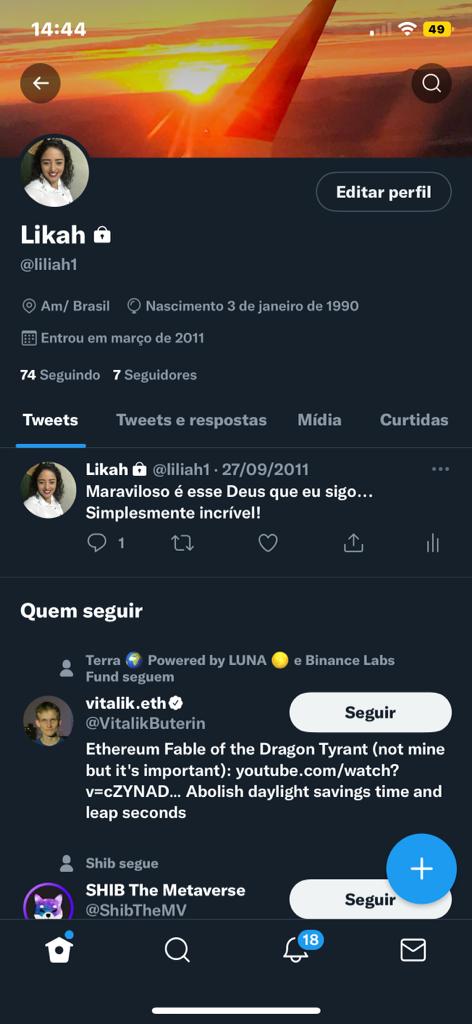 14:44
49
Editar perfil
Likah
@liliah1
Am/ Brasil Nascimento 3 de janeiro de 1990
Entrou em março de 2011
74 Seguindo 7 Seguidores
Tweets Tweets e respostas Mídia Curtidas
Likah @liliah1 · 27/09/2011
Maraviloso é esse Deus que eu sigo...
Simplesmente incrível!
1
Quem seguir
Terra 🌍 Powered by LUNA 🌕 e Binance Labs
Fund seguem
vitalik.eth
@VitalikButerin
Seguir
Ethereum Fable of the Dragon Tyrant (not mine
but it's important): youtube.com/watch?
v=cZYNAD... Abolish daylight savings time and
leap seconds
Shib segue
SHIB The Metaverse
@ShibTheMV
Seguir
18